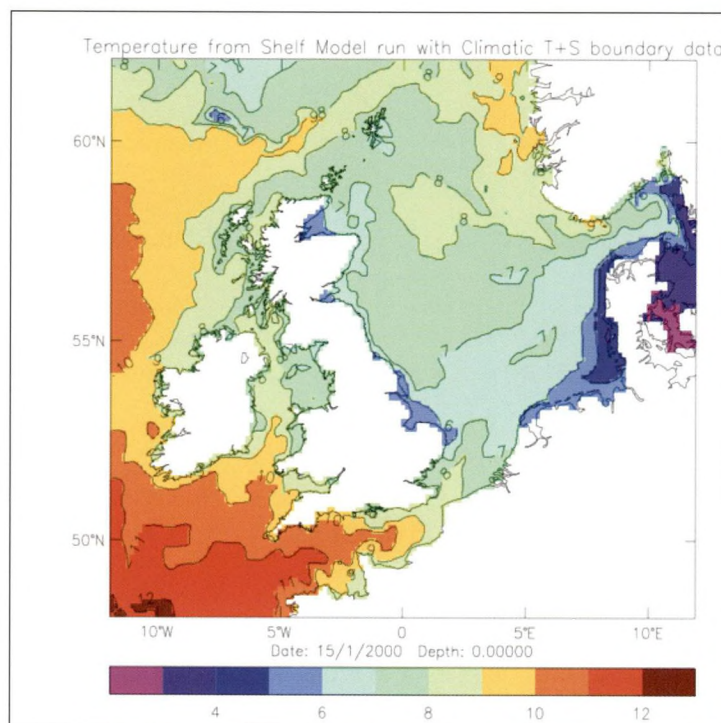 Temperature from Shelf Model run with Climatic T+S boundary data
60°N
55°N
50°N
10°W 5°W 0 5°E 10°E
Date: 15/1/2000 Depth: 0.00000
4 6 8 10 12